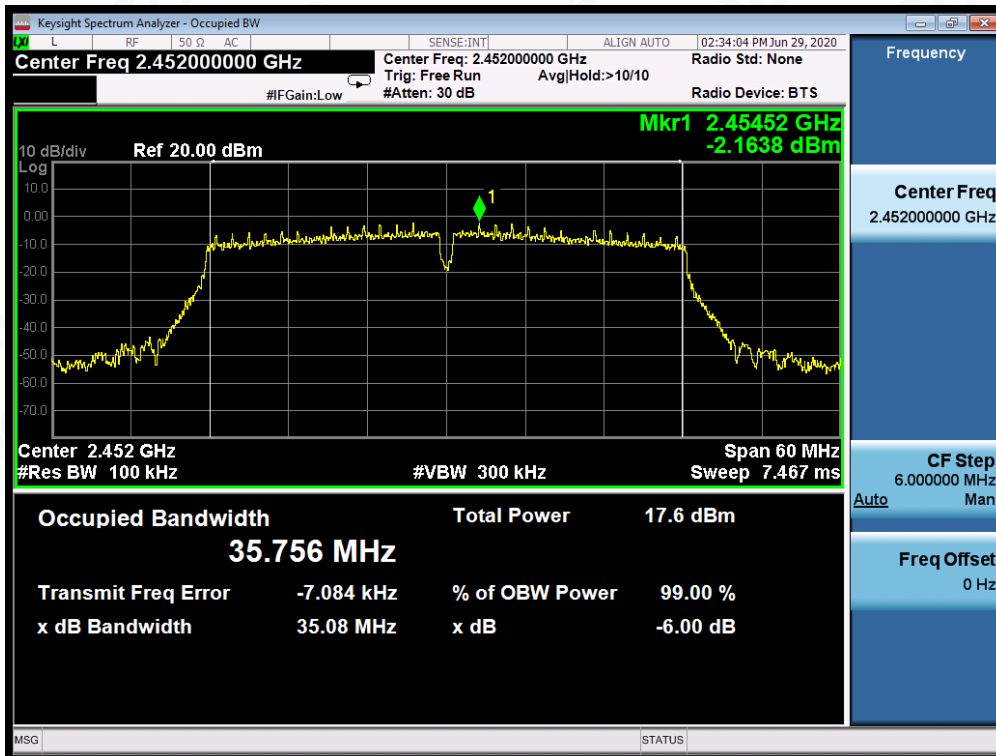 Keysight Spectrum Analyzer - Occupied BW
LXI L RF 50 Ω AC SENSE:INT ALIGN AUTO 02:34:04 PM Jun 29, 2020
Center Freq 2.452000000 GHz
Center Freq: 2.452000000 GHz
Radio Std: None
Trig: Free Run
Avg|Hold:>10/10
#IFGain:Low
#Atten: 30 dB
Radio Device: BTS
Frequency
Mkr1 2.45452 GHz
-2.1638 dBm
10 dB/div
Ref 20.00 dBm
Log
10.0
0.00
-10.0
-20.0
-30.0
-40.0
-50.0
-60.0
-70.0
1
Center 2.452 GHz
Span 60 MHz
#Res BW 100 kHz
#VBW 300 kHz
Sweep 7.467 ms
Occupied Bandwidth
35.756 MHz
Total Power 17.6 dBm
Transmit Freq Error -7.084 kHz
% of OBW Power 99.00 %
x dB Bandwidth 35.08 MHz
x dB -6.00 dB
Center Freq
2.452000000 GHz
CF Step
6.000000 MHz
Auto Man
Freq Offset
0 Hz
MSG
STATUS